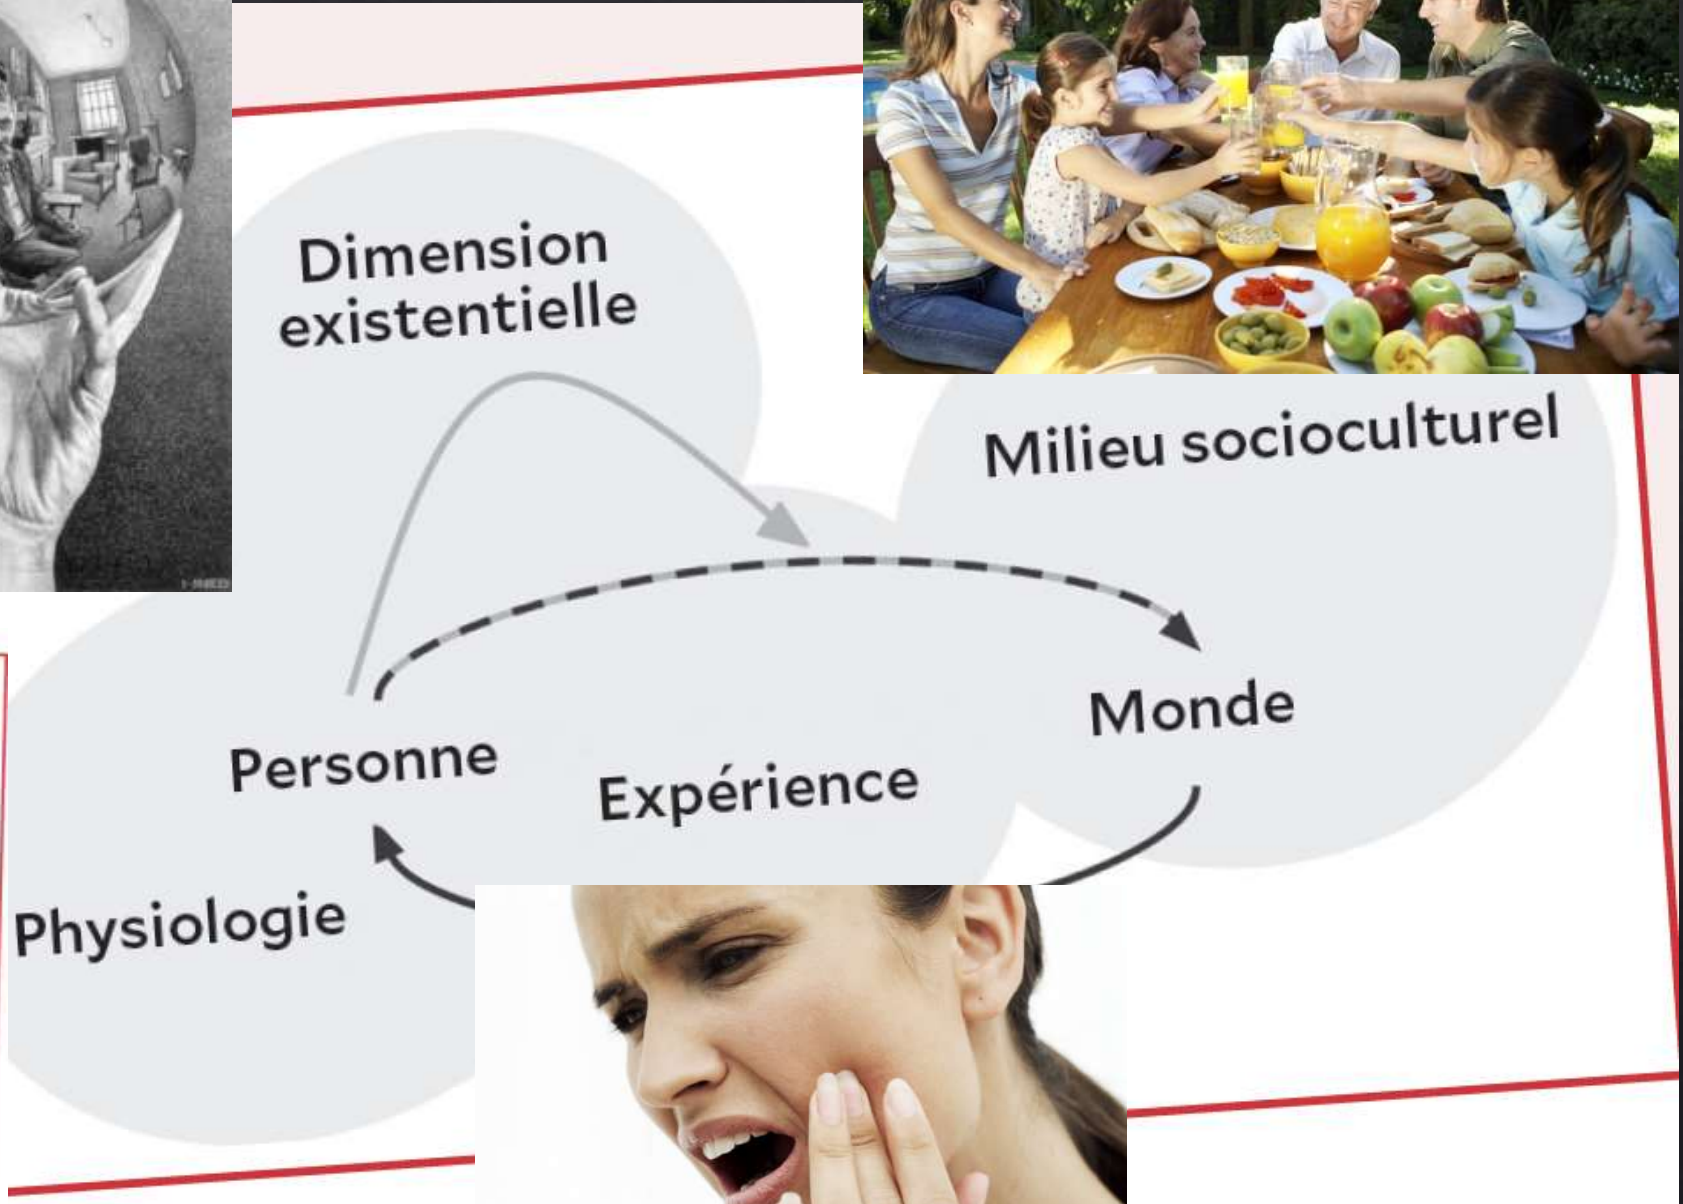 Dimension
existentielle
Milieu socioculturel
Monde
Personne
Expérience
Physiologie